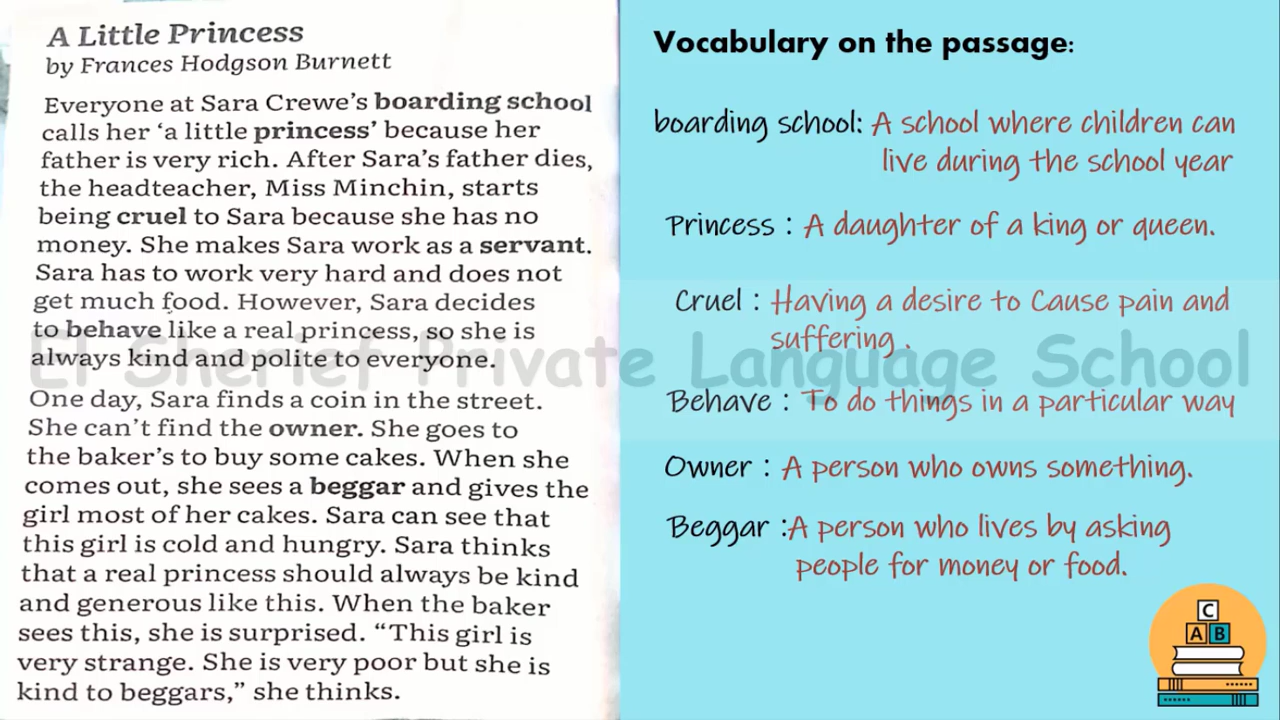 A Little Princess
by Frances Hodgson Burnett
Everyone at Sara Crewe's boarding school
calls her 'a little princess' because her
father is very rich. After Sara's father dies,
the headteacher, Miss Minchin, starts
being cruel to Sara because she has no
money. She makes Sara work as a servant.
Sara has to work very hard and does not
get much food. However, Sara decides
to behave like a real princess, so she is
always kind and polite to everyone.
One day, Sara finds a coin in the street.
She can't find the owner. She goes to
the baker's to buy some cakes. When she
comes out, she sees a beggar and gives the
girl most of her cakes. Sara can see that
this girl is cold and hungry. Sara thinks
that a real princess should always be kind
and generous like this. When the baker
sees this, she is surprised. "This girl is
very strange. She is very poor but she is
kind to beggars," she thinks.
Vocabulary on the passage:
boarding school: A school where children can
live during the school year
Princess : A daughter of a king or queen.
Cruel : Having a desire to Cause pain and
suffering .
Behave : To do things in a particular way
Owner : A person who owns something.
Beggar :A person who lives by asking
people for money or food.
El Sherief Private Language School
C
A B